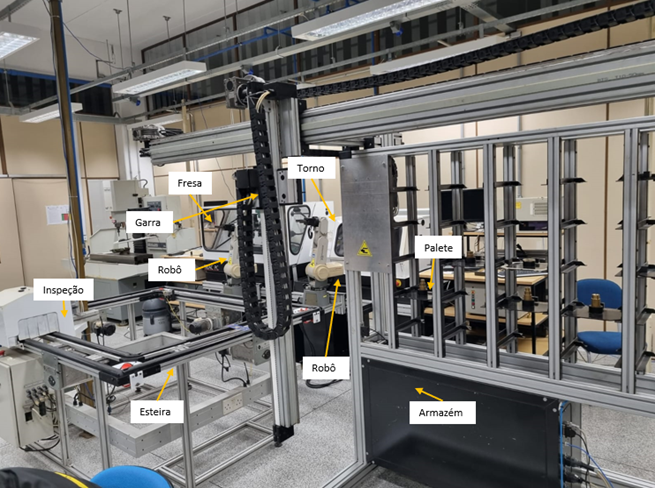 Fresa
Torno
Garra
Palete
Robô
Inspeção
Robô
Esteira
Armazém